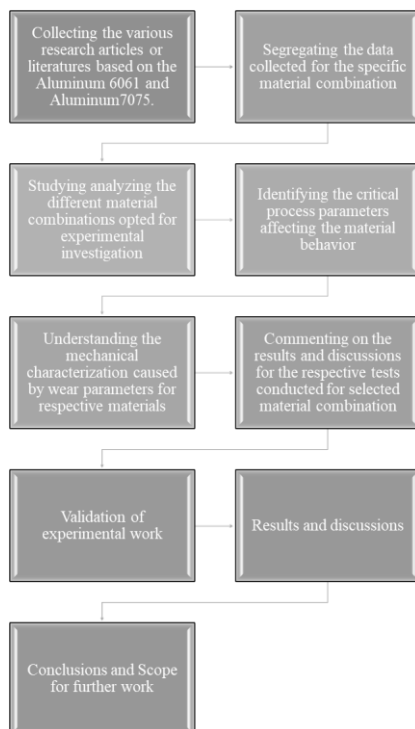 Collecting the various
research articles or
literatures based on the
Aluminum 6061 and
Aluminum7075.
Segregating the data
collected for the specific
material combination
Studying analyzing the
different material
combinations opted for
experimental
investigation
Identifying the critical
process parameters
affecting the material
behavior
Understanding the
mechanical
characterization caused
by wear parameters for
respective materials
Commenting on the
results and discussions
for the respective tests
conducted for selected
material combination
Validation of
experimental work
Results and discussions
Conclusions and Scope
for further work